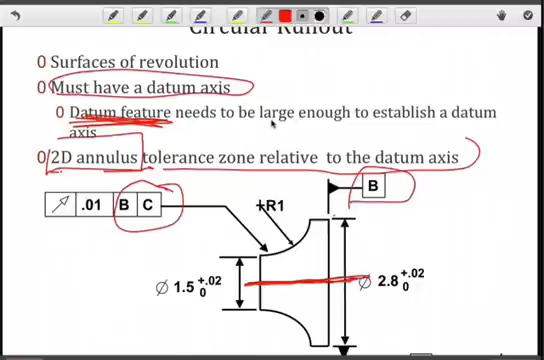 Circular Runout
0 Surfaces of revolution
0 Must have a datum axis
0 Datum feature needs to be large enough to establish a datum
axis
0 2D annulus tolerance zone relative to the datum axis
.01 B C
R1
B
∅ 1.5 +.02 0
∅ 2.8 +.02 0